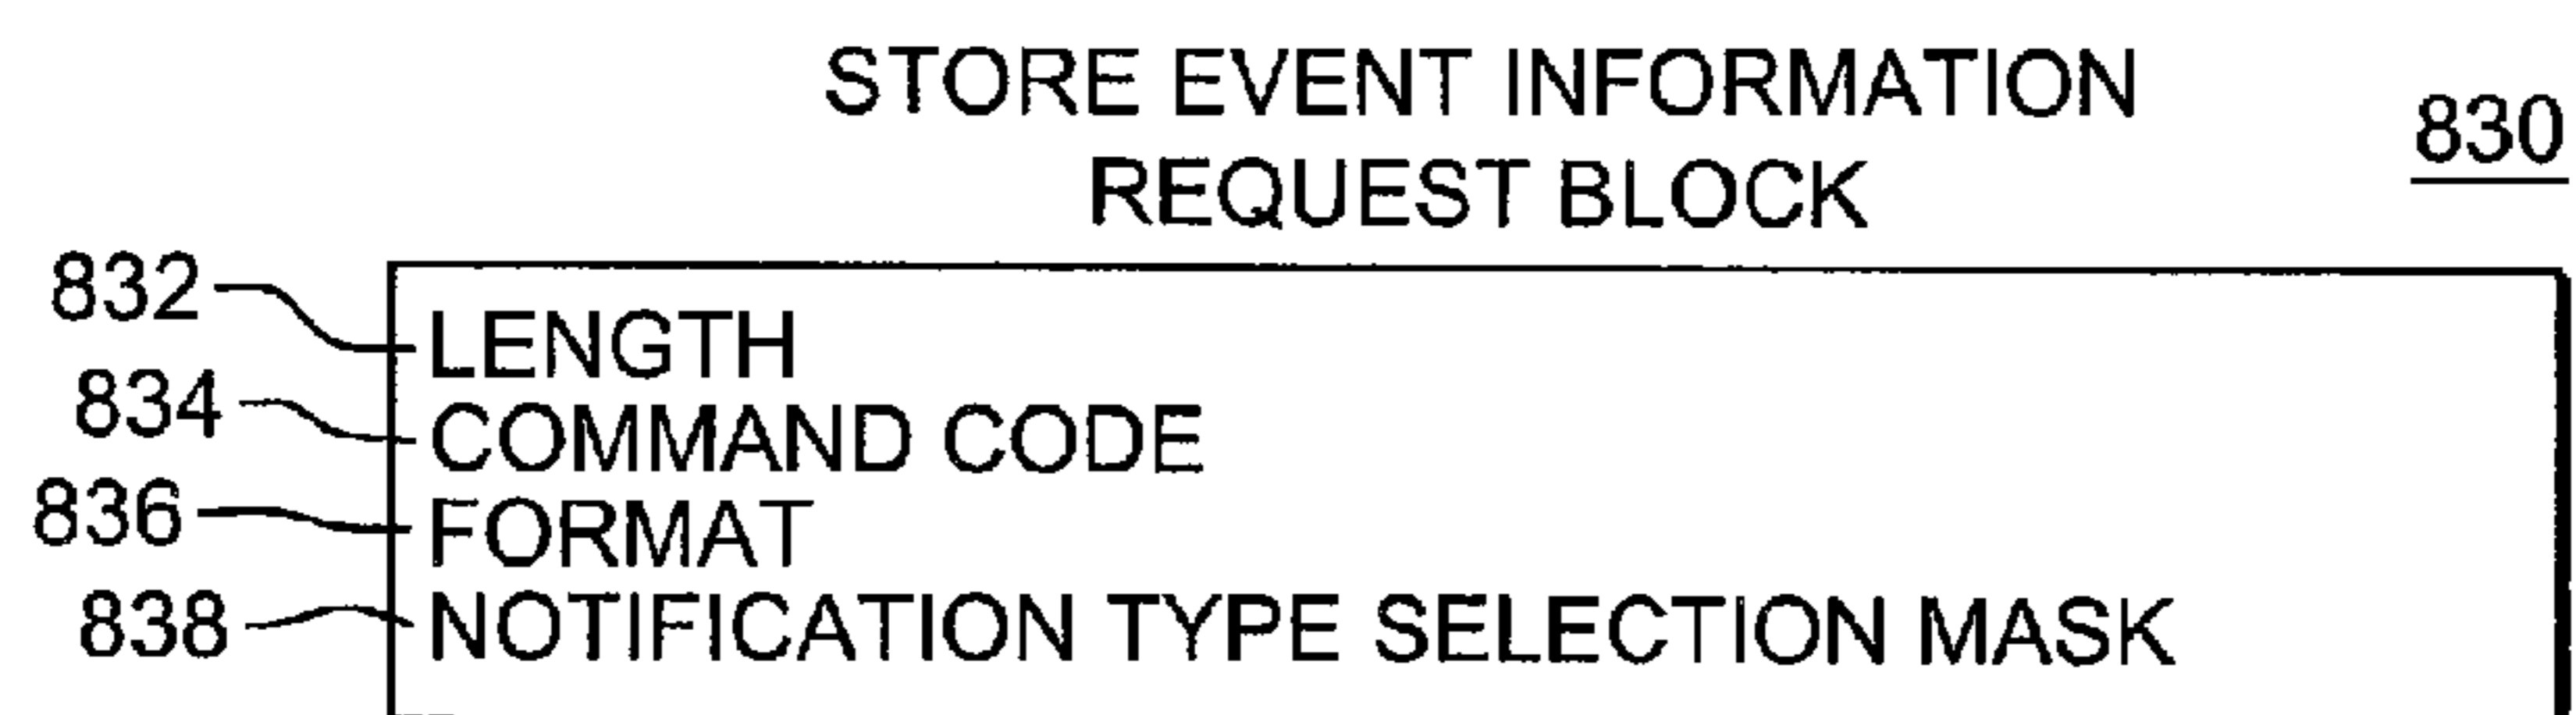 STORE EVENT INFORMATION
REQUEST BLOCK
830
832 LENGTH
834 COMMAND CODE
836 FORMAT
838 NOTIFICATION TYPE SELECTION MASK